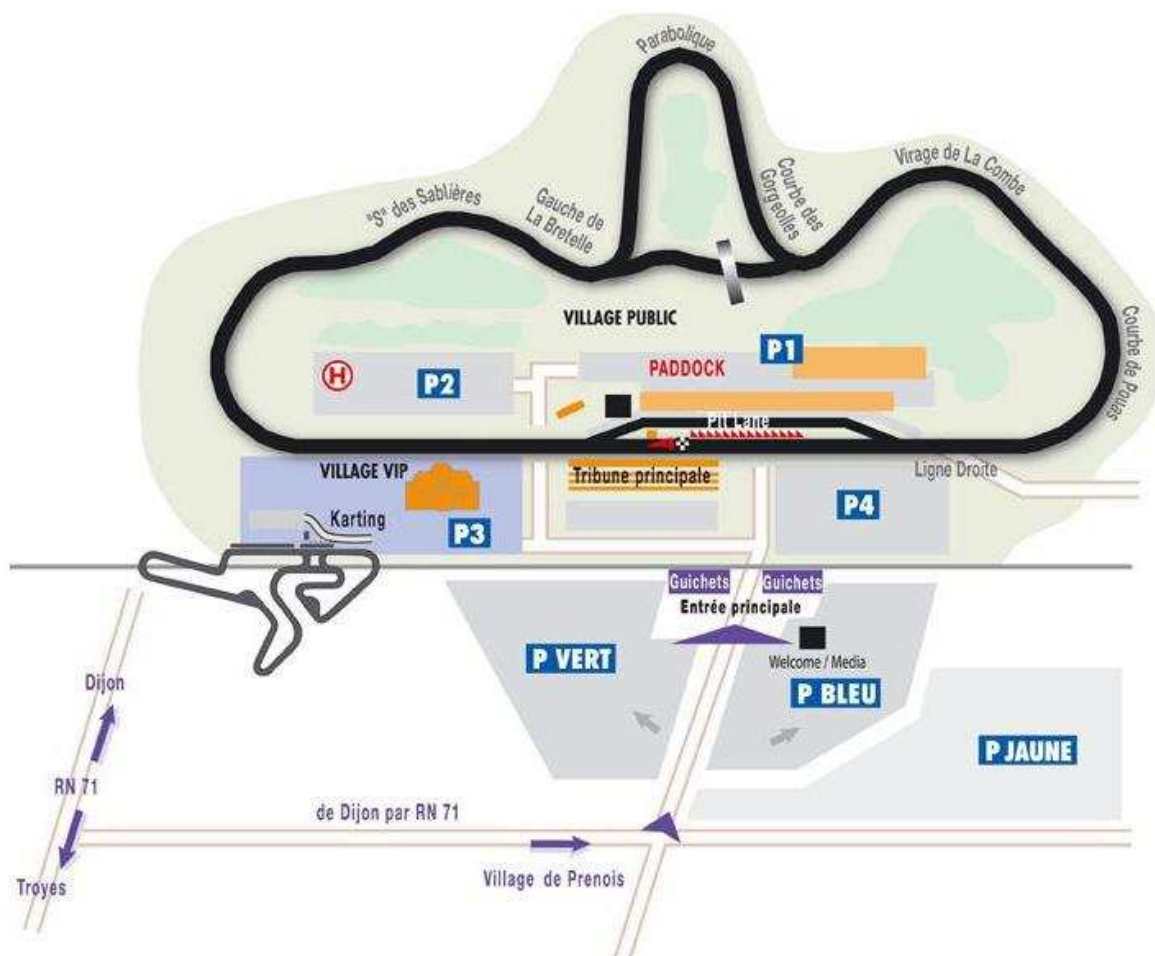 Parabolique
Virage de La Combe
"S" des Sablières
Gauche de
La Bretelle
Courbe des
Gorgeolles
Courbe de Pouas
VILLAGE PUBLIC
P1
PADDOCK
H
P2
Pit Lane
Ligne Droite
VILLAGE VIP
Tribune principale
P4
Karting
P3
Guichets
Guichets
Entrée principale
Welcome / Media
P VERT
P BLEU
P JAUNE
Dijon
RN 71
Troyes
de Dijon par RN 71
Village de Prenois